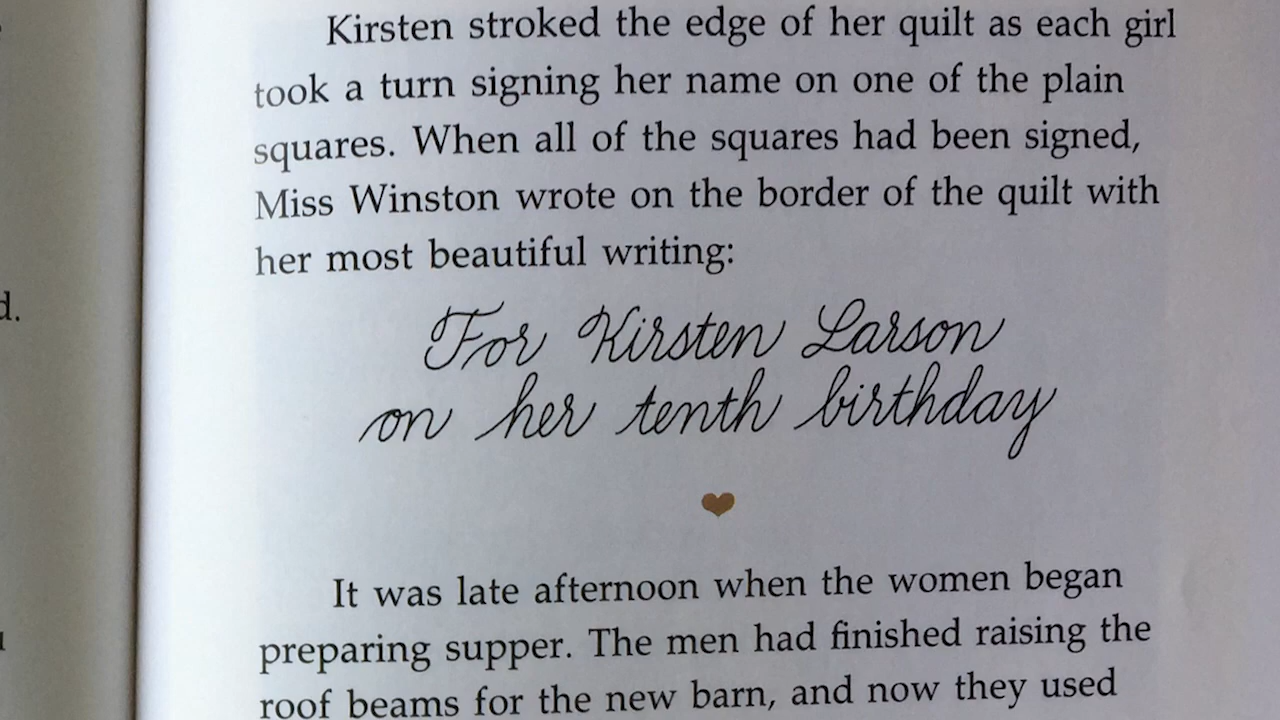 Kirsten stroked the edge of her quilt as each girl
took a turn signing her name on one of the plain
squares. When all of the squares had been signed,
Miss Winston wrote on the border of the quilt with
her most beautiful writing:
For Kirsten Larson
on her tenth birthday
It was late afternoon when the women began
preparing supper. The men had finished raising the
roof beams for the new barn, and now they used